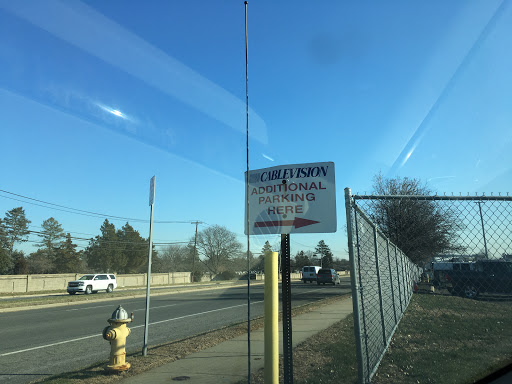 CABLEVISION
ADDITIONAL
PARKING
HERE